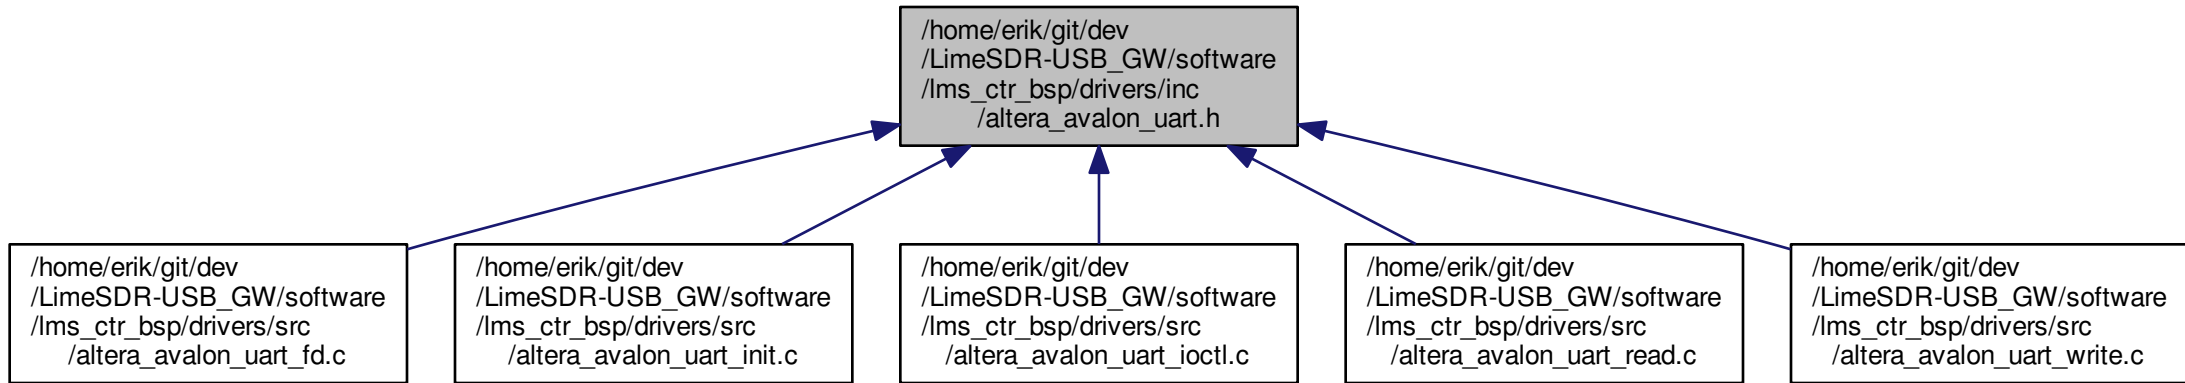 /home/erik/git/dev
/LimeSDR-USB_GW/software
/lms_ctr_bsp/drivers/inc
/altera_avalon_uart.h
/home/erik/git/dev
/LimeSDR-USB_GW/software
/lms_ctr_bsp/drivers/src
/altera_avalon_uart_fd.c
/home/erik/git/dev
/LimeSDR-USB_GW/software
/lms_ctr_bsp/drivers/src
/altera_avalon_uart_init.c
/home/erik/git/dev
/LimeSDR-USB_GW/software
/lms_ctr_bsp/drivers/src
/altera_avalon_uart_ioctl.c
/home/erik/git/dev
/LimeSDR-USB_GW/software
/lms_ctr_bsp/drivers/src
/altera_avalon_uart_read.c
/home/erik/git/dev
/LimeSDR-USB_GW/software
/lms_ctr_bsp/drivers/src
/altera_avalon_uart_write.c